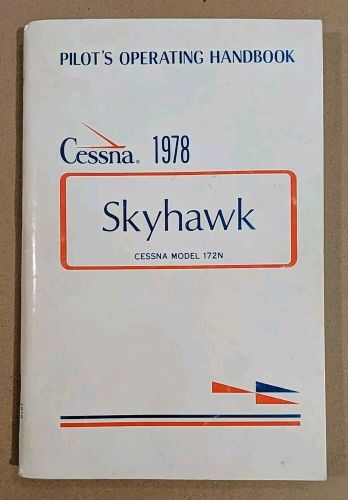 PILOT'S OPERATING HANDBOOK
Cessna® 1978
Skyhawk
CESSNA MODEL 172N